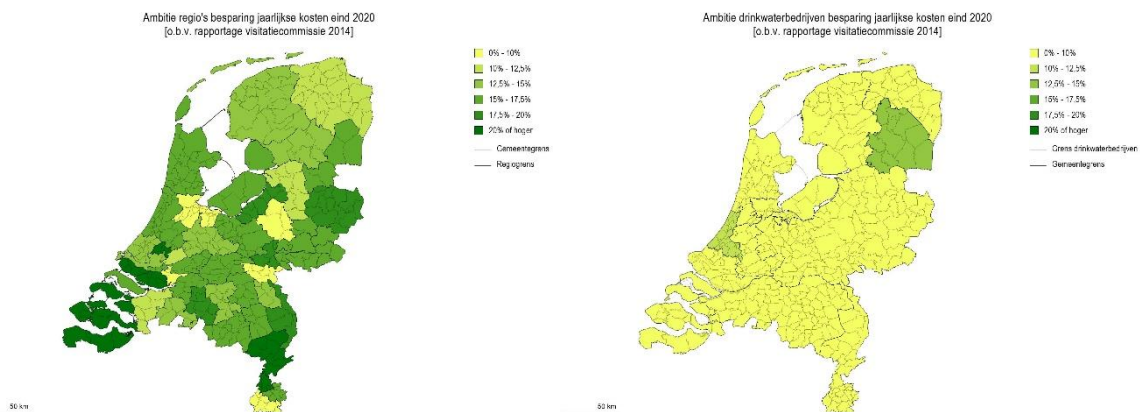 Ambitie regio's besparing jaarlijkse kosten eind 2020
[o.b.v. rapportage visitatiecommissie 2014]
0% - 10%
10% - 12,5%
12,5% - 15%
15% - 17,5%
17,5% - 20%
20% of hoger
Gemeentegrens
Regiogrens
50 km
Ambitie drinkwaterbedrijven besparing jaarlijkse kosten eind 2020
[o.b.v. rapportage visitatiecommissie 2014]
0% - 10%
10% - 12,5%
12,5% - 15%
15% - 17,5%
17,5% - 20%
20% of hoger
Grens drinkwaterbedrijven
Gemeentegrens
50 km